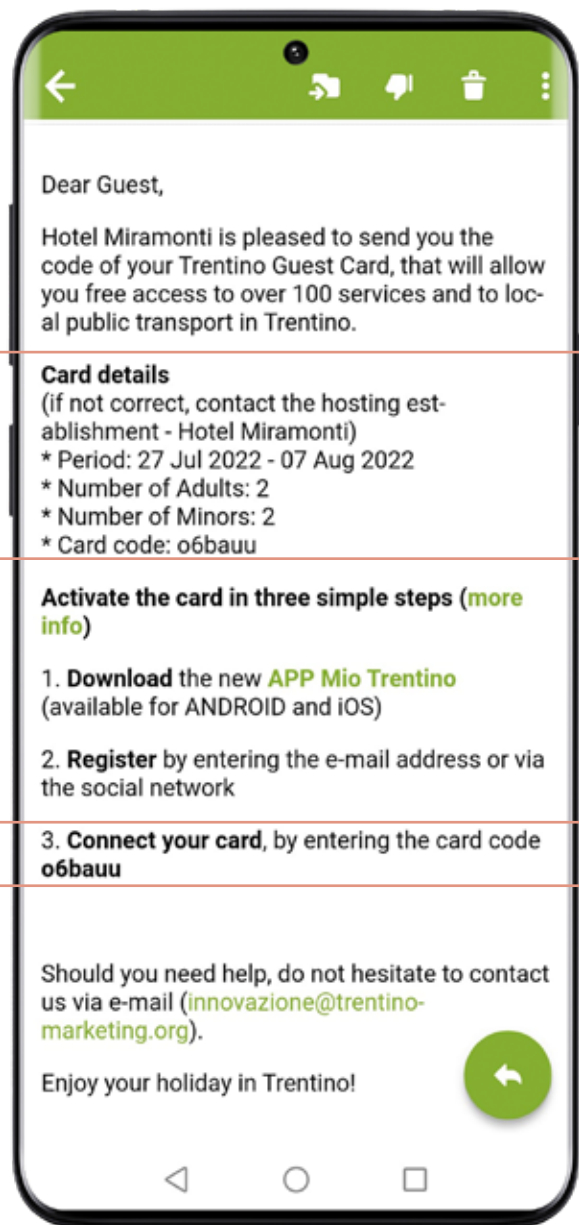 Dear Guest,
Hotel Miramonti is pleased to send you the
code of your Trentino Guest Card, that will allow
you free access to over 100 services and to loc-
al public transport in Trentino.
Card details
(if not correct, contact the hosting est-
ablishment - Hotel Miramonti)
* Period: 27 Jul 2022 - 07 Aug 2022
* Number of Adults: 2
* Number of Minors: 2
* Card code: o6bauu
Activate the card in three simple steps (more
info)
1. Download the new APP Mio Trentino
(available for ANDROID and iOS)
2. Register by entering the e-mail address or via
the social network
3. Connect your card, by entering the card code
o6bauu
Should you need help, do not hesitate to contact
us via e-mail (innovazione@trentino-
marketing.org).
Enjoy your holiday in Trentino!